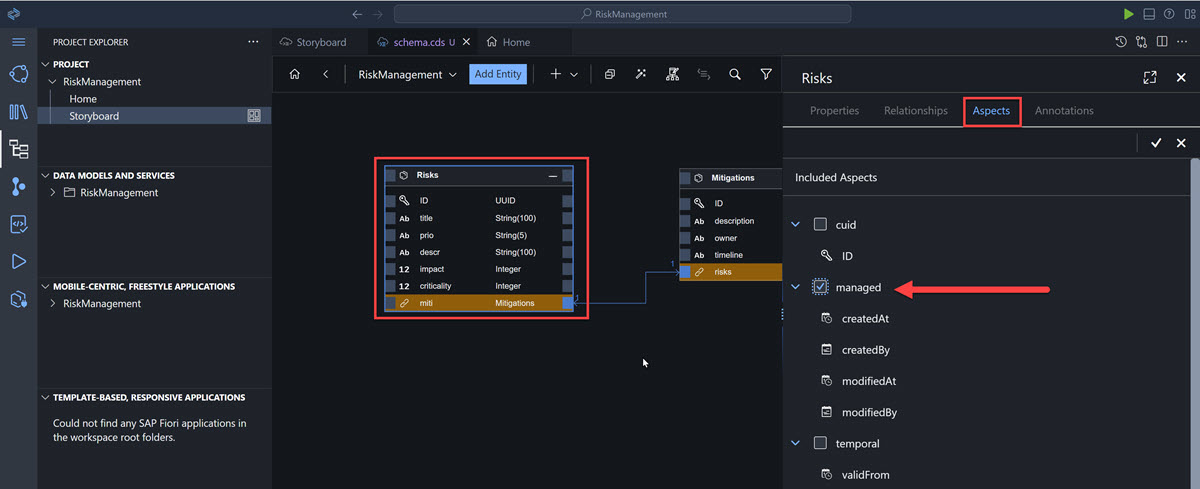 RiskManagement
PROJECT EXPLORER
Storyboard
schema.cds U
Home
PROJECT
RiskManagement
Home
Storyboard
DATA MODELS AND SERVICES
RiskManagement
MOBILE-CENTRIC, FREESTYLE APPLICATIONS
RiskManagement
TEMPLATE-BASED, RESPONSIVE APPLICATIONS
Could not find any SAP Fiori applications in
the workspace root folders.
RiskManagement
Add Entity
Risks
ID UUID
Ab title String(100)
Ab prio String(5)
Ab descr String(100)
12 impact Integer
12 criticality Integer
miti Mitigations
1
1
Mitigations
ID
Ab description
Ab owner
Ab timeline
risks
Risks
Properties
Relationships
Aspects
Annotations
Included Aspects
cuid
ID
managed
createdAt
createdBy
modifiedAt
modifiedBy
temporal
validFrom